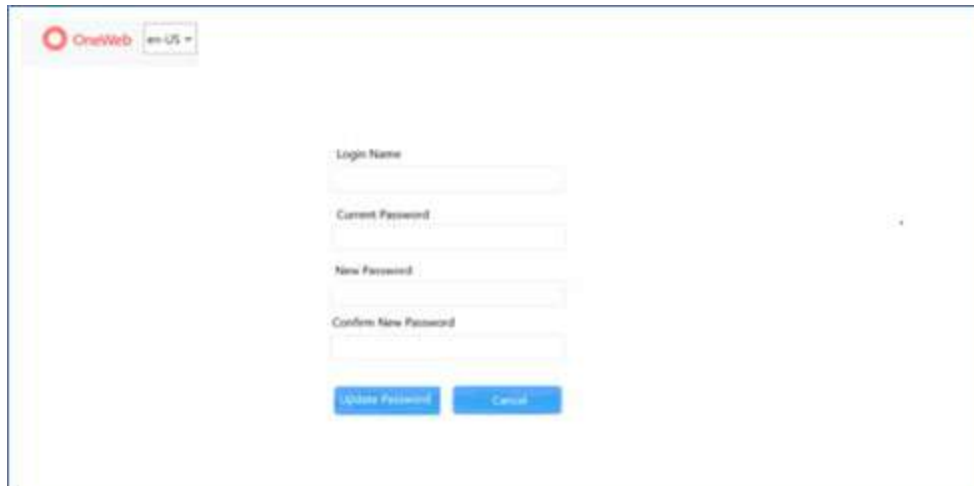 OneWeb en-US
Login Name
Current Password
New Password
Confirm New Password
Update Password Cancel